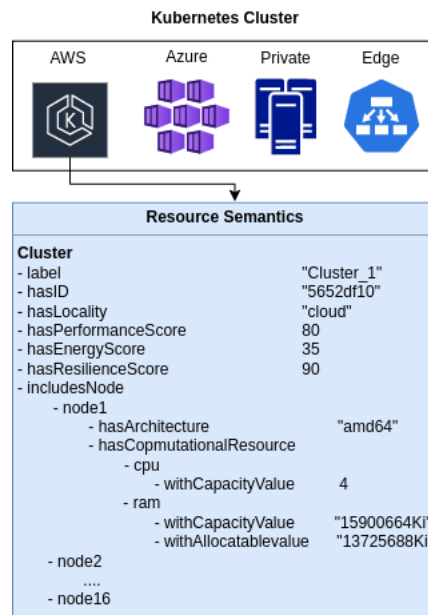 Kubernetes Cluster
AWS Azure Private Edge
K
Resource Semantics
Cluster
- label "Cluster_1"
- hasID "5652df10"
- hasLocality "cloud"
- hasPerformanceScore 80
- hasEnergyScore 35
- hasResilienceScore 90
- includesNode
- node1
- hasArchitecture "amd64"
- hasCopmutationalResource
- cpu
- withCapacityValue 4
- ram
- withCapacityValue "15900664Ki"
- withAllocatablevalue "13725688Ki
- node2
....
- node16